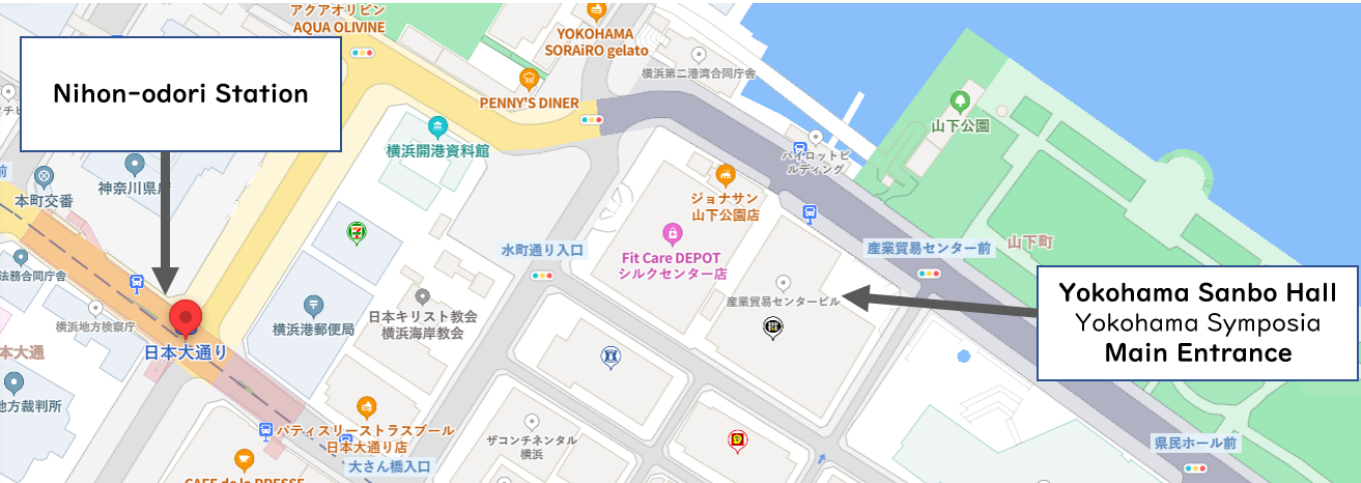 アクアオリビン
AQUA OLIVINE
YOKOHAMA
SORAiRO gelato
横浜第二港湾合同庁舎
Nihon-odori Station
PENNY'S DINER
山下公園
横浜開港資料館
パイロットビ
ルディング
前
神奈川県庁
本町交番
ジョナサン
山下公園店
水町通り入口
Fit Care DEPOT
シルクセンター店
産業貿易センター前
山下町
法務合同庁舎
産業貿易センタービル
Yokohama Sanbo Hall
Yokohama Symposia
Main Entrance
横浜地方検察庁
横浜港郵便局
日本キリスト教会
横浜海岸教会
本大通
日本大通り
地方裁判所
パティスリーストラスブール
日本大通り店
ザコンチネンタル
横浜
県民ホール前
大さん橋入口
CAFE de la PRESSE